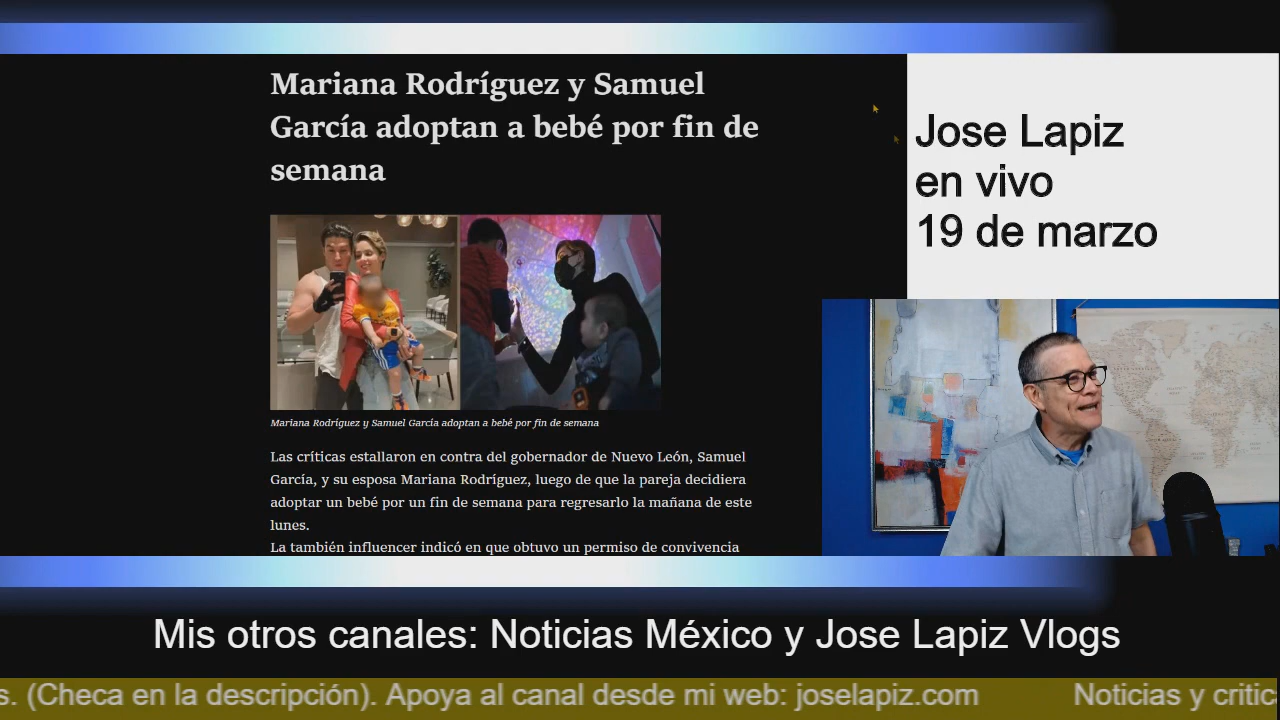 Mariana Rodríguez y Samuel
García adoptan a bebé por fin de
semana
Mariana Rodríguez y Samuel García adoptan a bebé por fin de semana
Las críticas estallaron en contra del gobernador de Nuevo León, Samuel
García, y su esposa Mariana Rodríguez, luego de que la pareja decidiera
adoptar un bebé por un fin de semana para regresarlo la mañana de este
lunes.
La también influencer indicó en que obtuvo un permiso de convivencia
Jose Lapiz
en vivo
19 de marzo
Mis otros canales: Noticias México y Jose Lapiz Vlogs
s. (Checa en la descripción). Apoya al canal desde mi web: joselapiz.com Noticias y critic